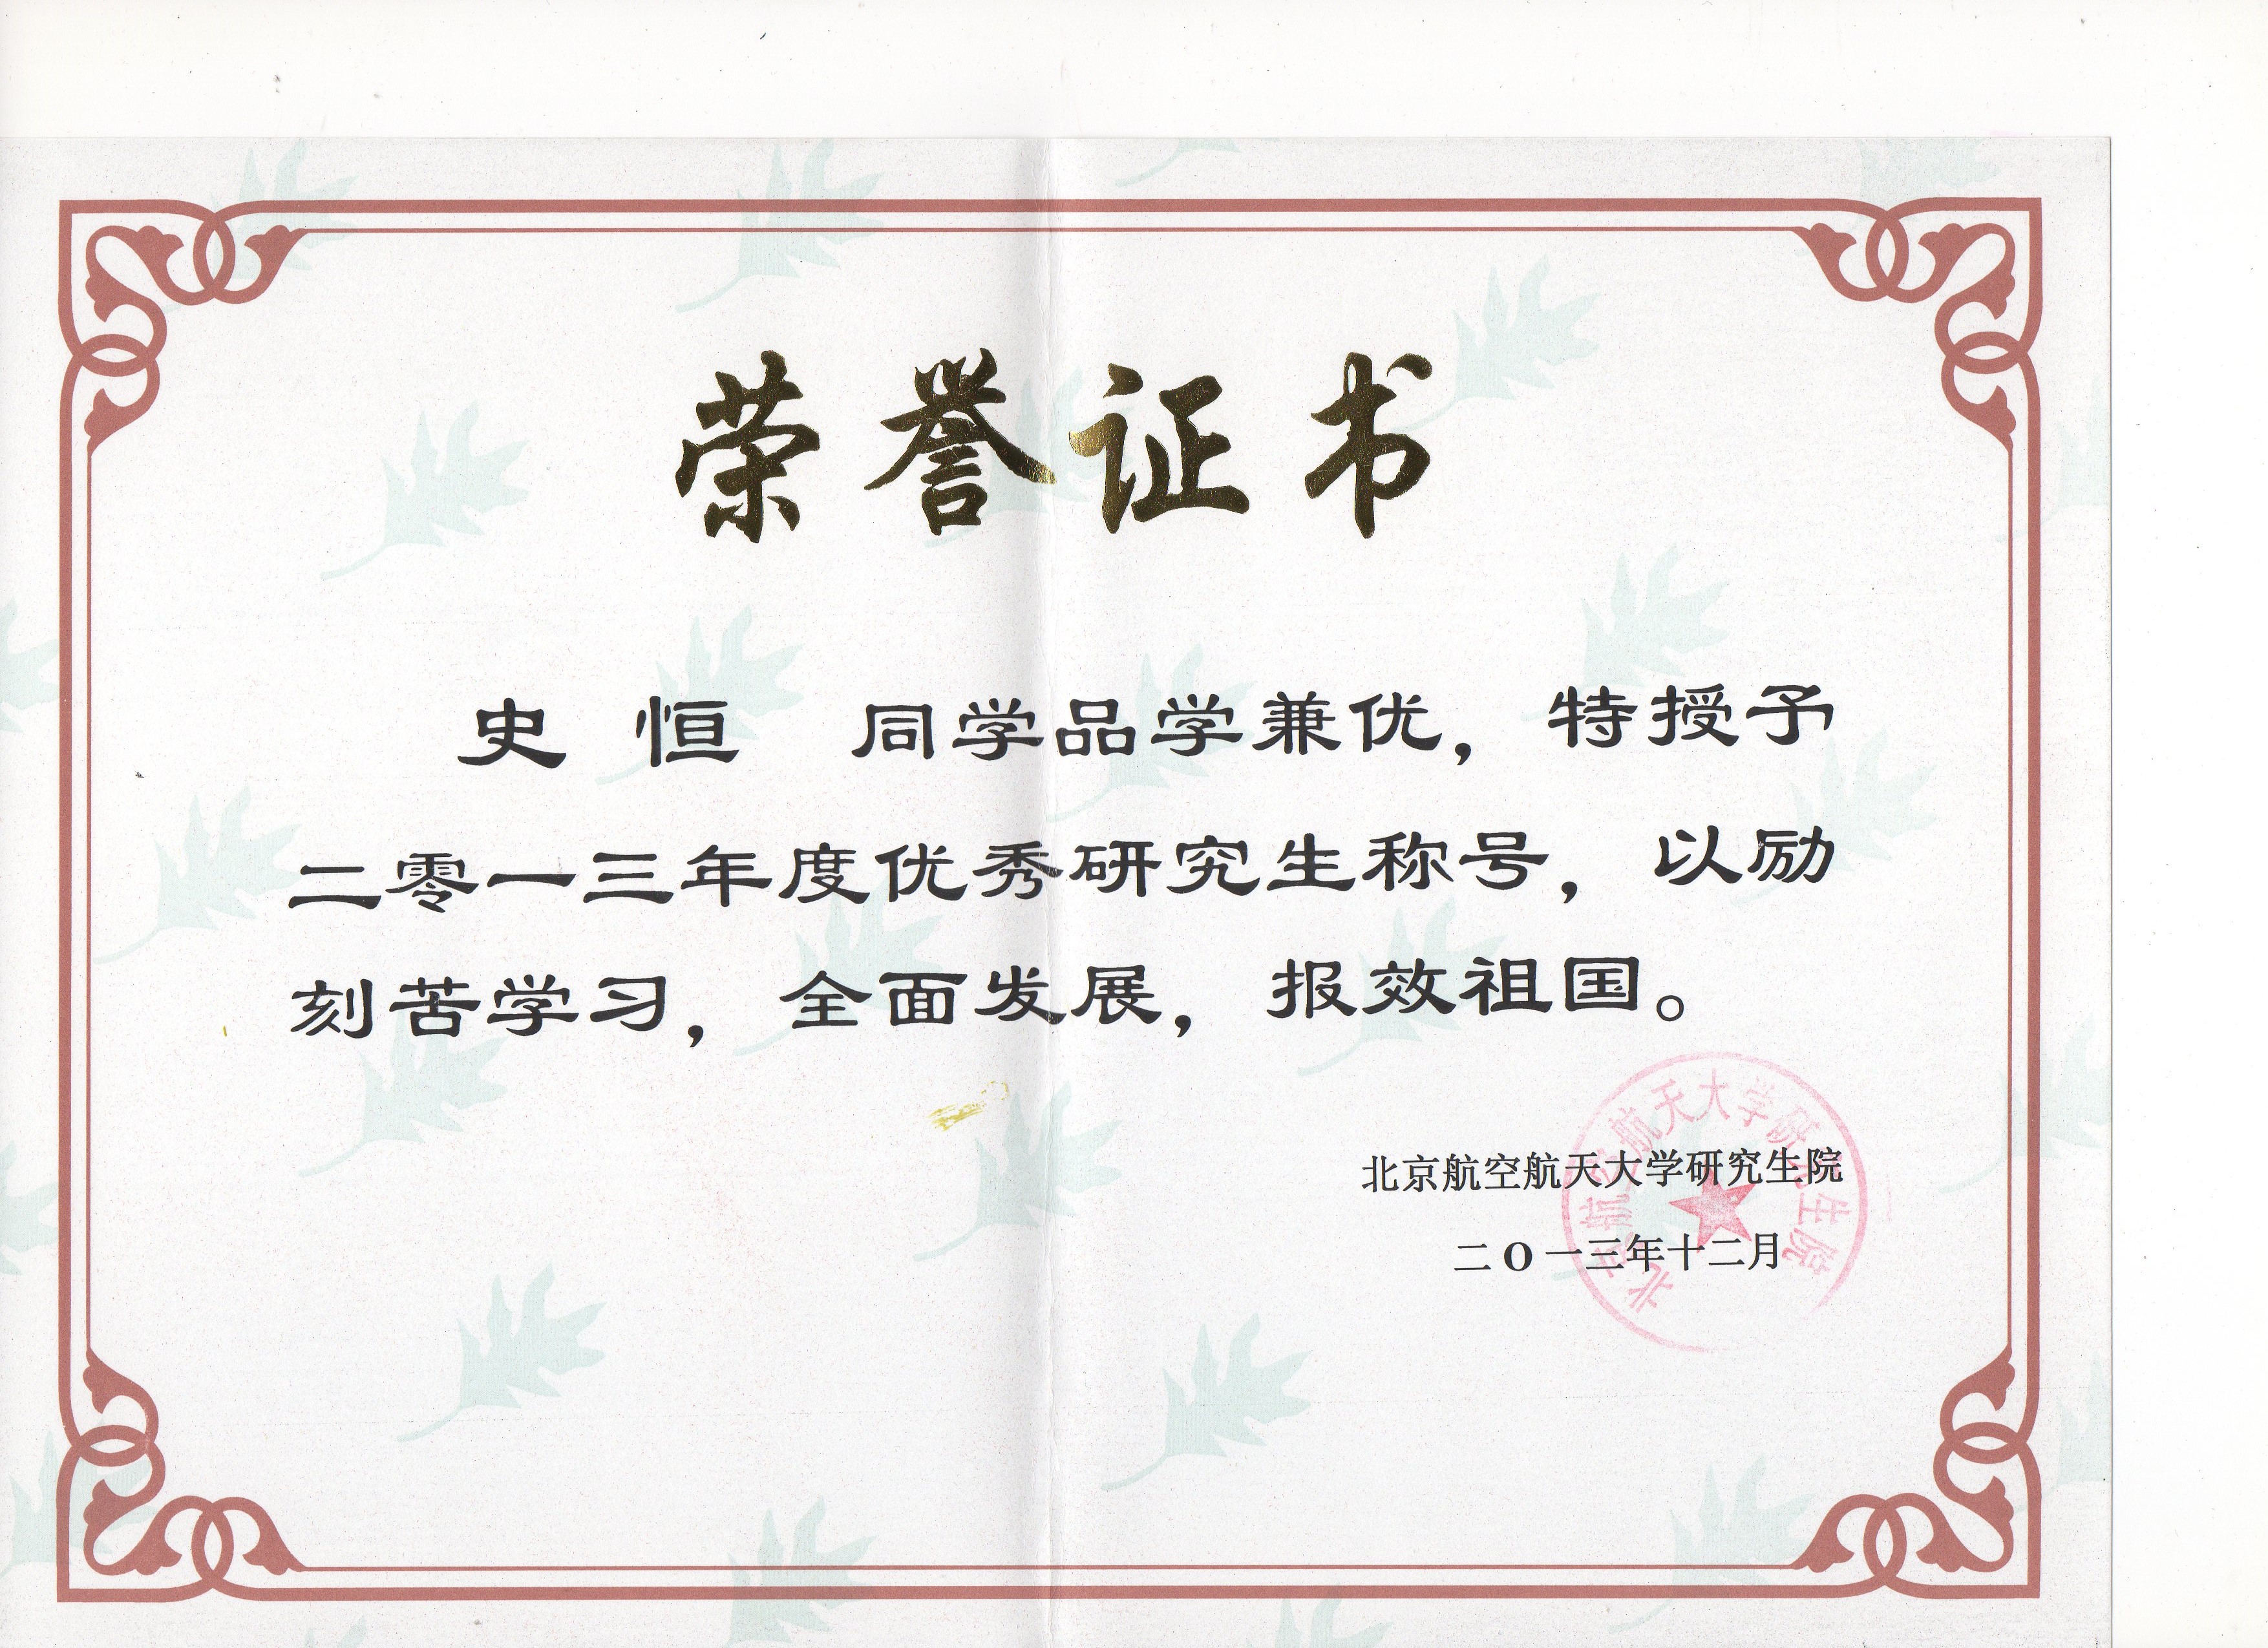 荣誉证书
史 恒 同学品学兼优，特授予
二零一三年度优秀研究生称号，以励
刻苦学习，全面发展，报效祖国。
北京航空航天大学研究生院
二O一三年十二月
北京航空航天大学研究生院